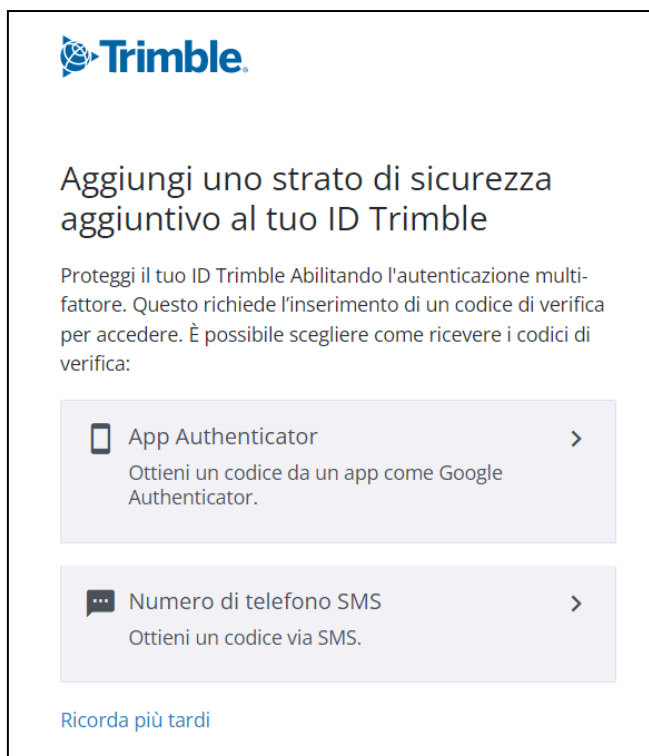 Trimble.
Aggiungi uno strato di sicurezza
aggiuntivo al tuo ID Trimble
Proteggi il tuo ID Trimble Abilitando l'autenticazione multi-
fattore. Questo richiede l’inserimento di un codice di verifica
per accedere. È possibile scegliere come ricevere i codici di
verifica:
App Authenticator
Ottieni un codice da un app come Google
Authenticator.
Numero di telefono SMS
Ottieni un codice via SMS.
Ricorda più tardi